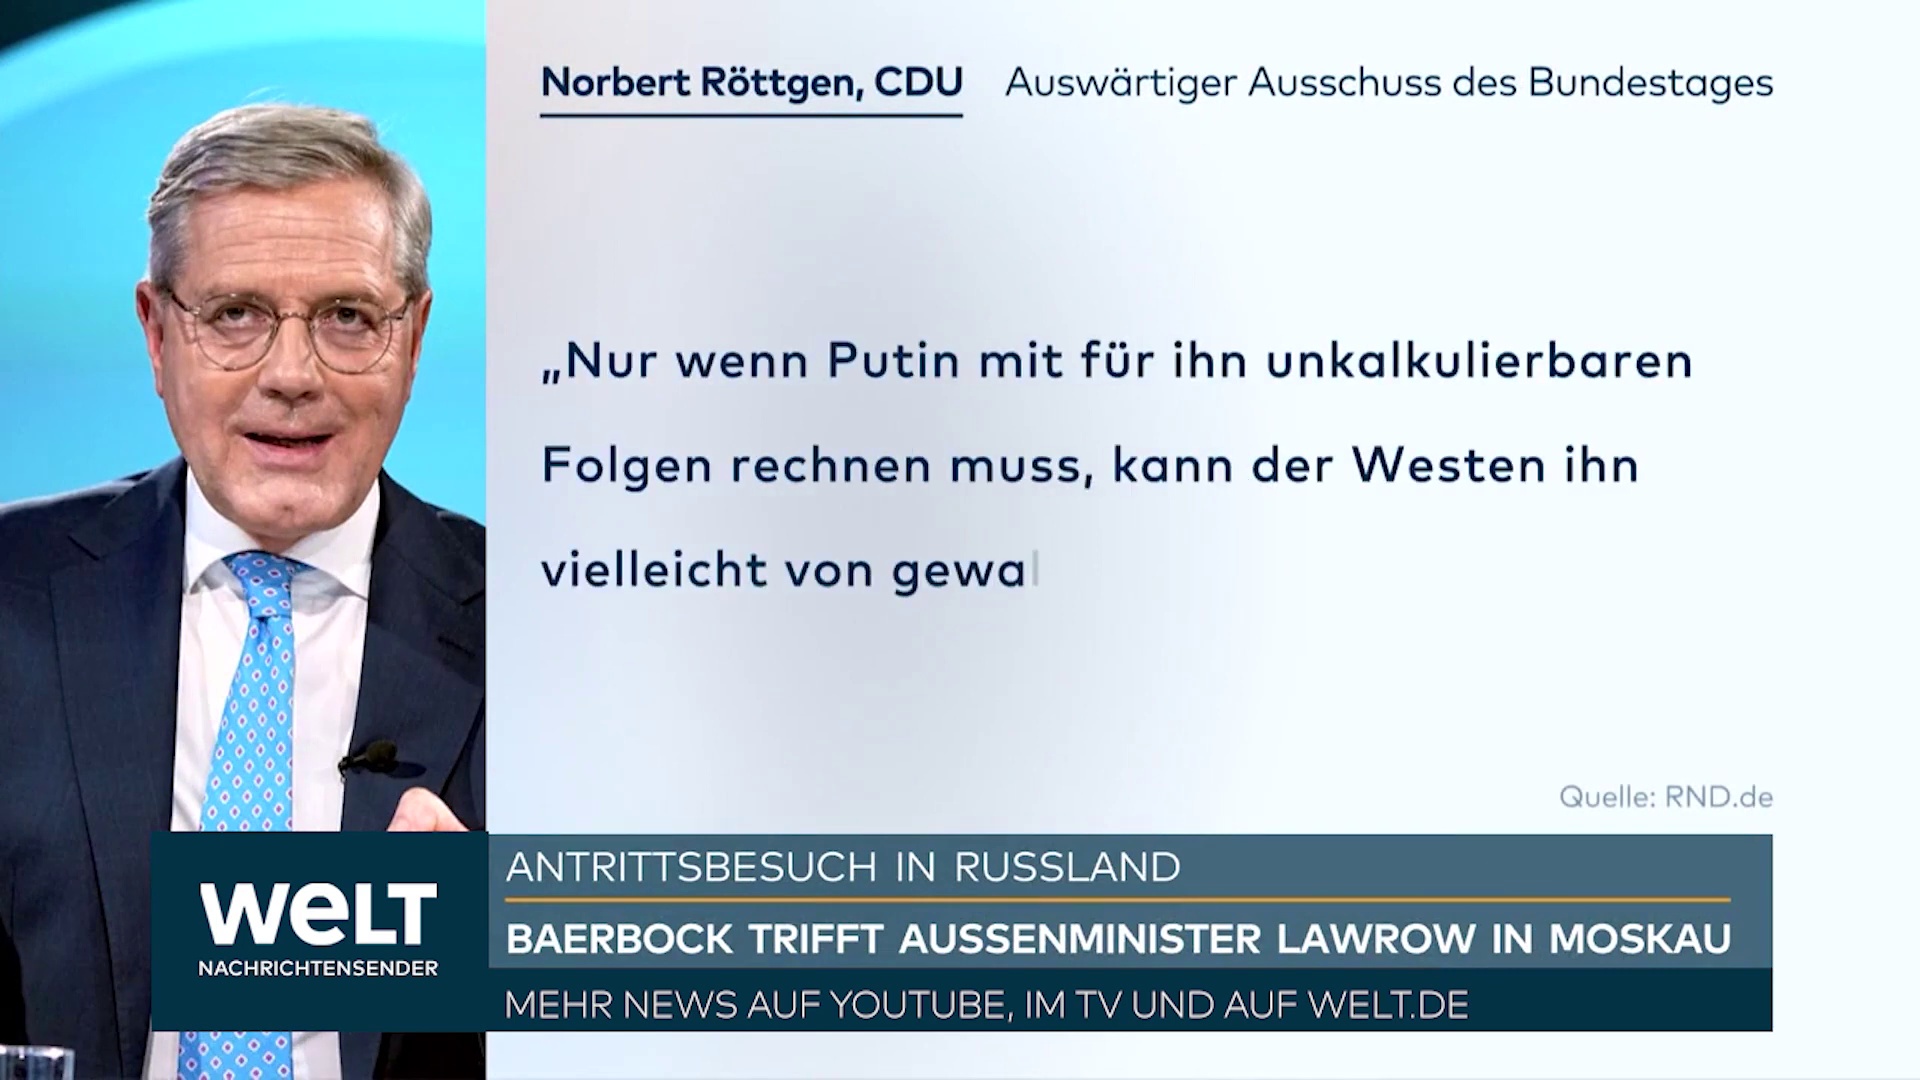 Norbert Röttgen, CDU Auswärtiger Ausschuss des Bundestages
„Nur wenn Putin mit für ihn unkalkulierbaren
Folgen rechnen muss, kann der Westen ihn
vielleicht von gewal
Quelle: RND.de
ANTRITTSBESUCH IN RUSSLAND
BAERBOCK TRIFFT AUSSENMINISTER LAWROW IN MOSKAU
MEHR NEWS AUF YOUTUBE, IM TV UND AUF WELT.DE
WELT
NACHRICHTENSENDER